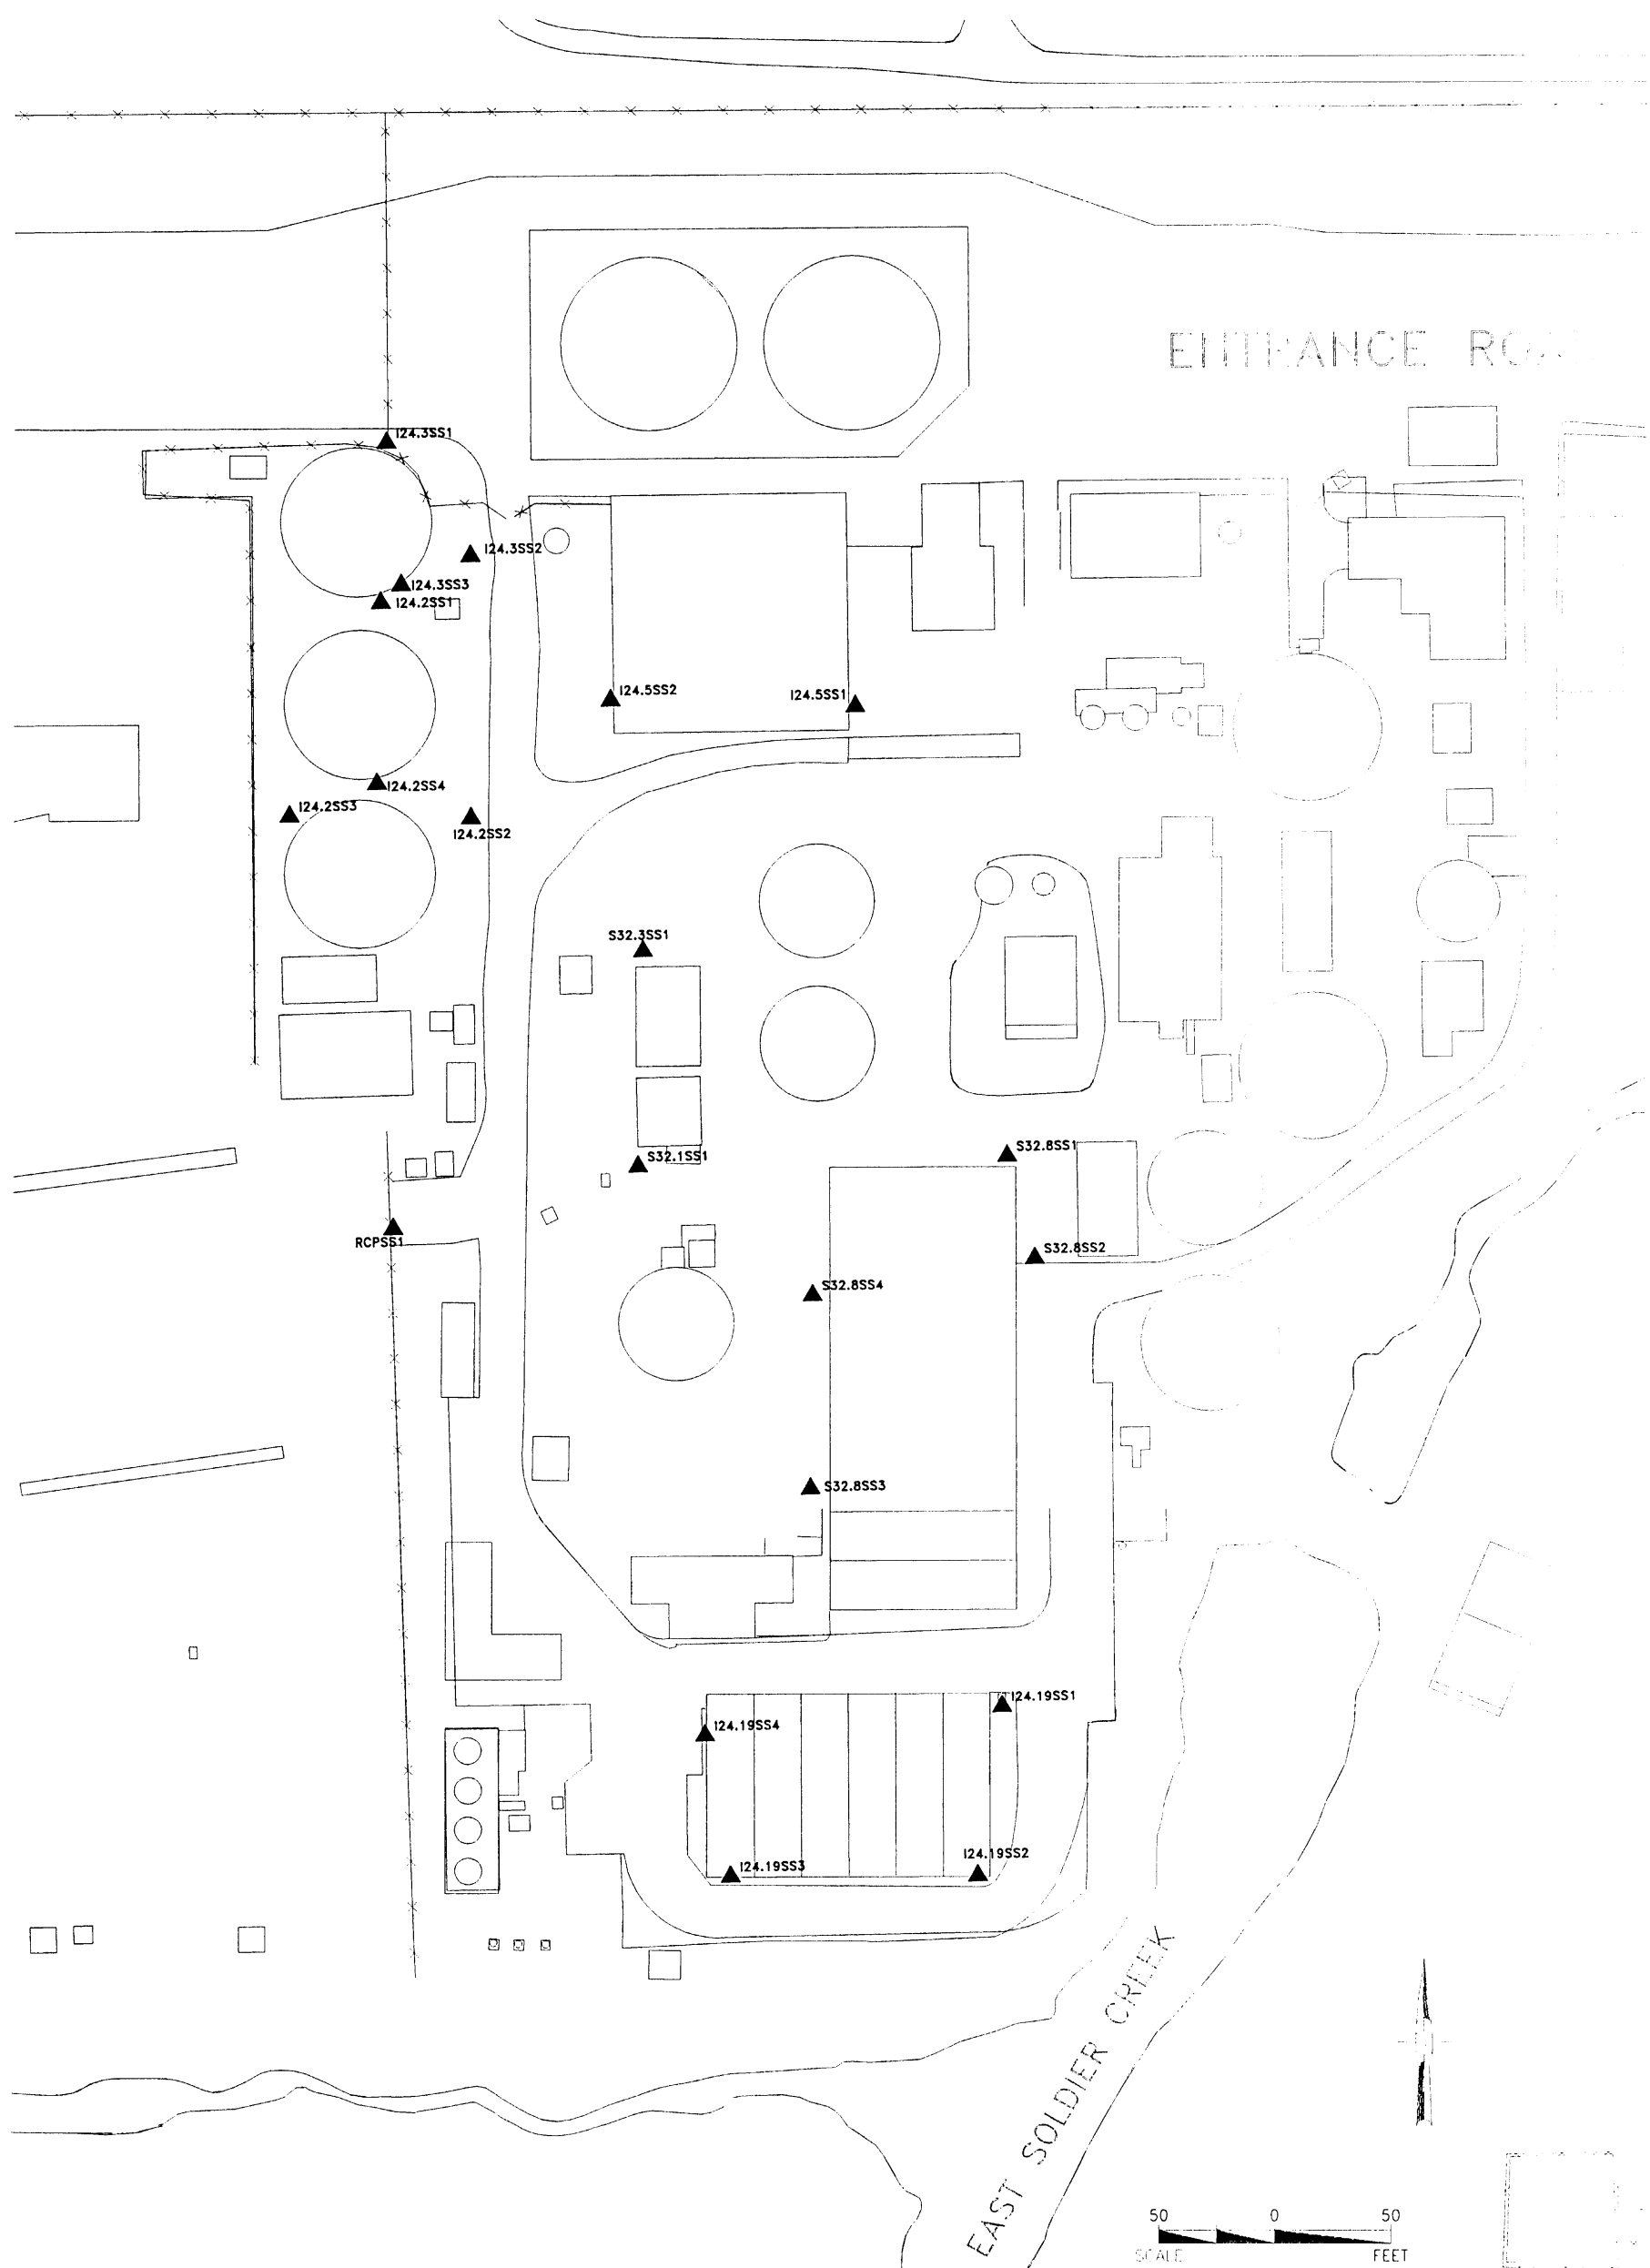 ENTRANCE
I24.3SS1
I24.3SS2
I24.3SS3
I24.2SS1
I24.5SS2
I24.5SS1
I24.2SS4
I24.2SS3
I24.2SS2
S32.3SS1
S32.8SS1
S32.1SS1
RCPSS1
S32.8SS2
S32.8SS4
S32.8SS3
I24.19SS1
I24.19SS4
I24.19SS2
I24.19SS3
EAST SOLDIER CREEK
50 0 50
SCALE FEET